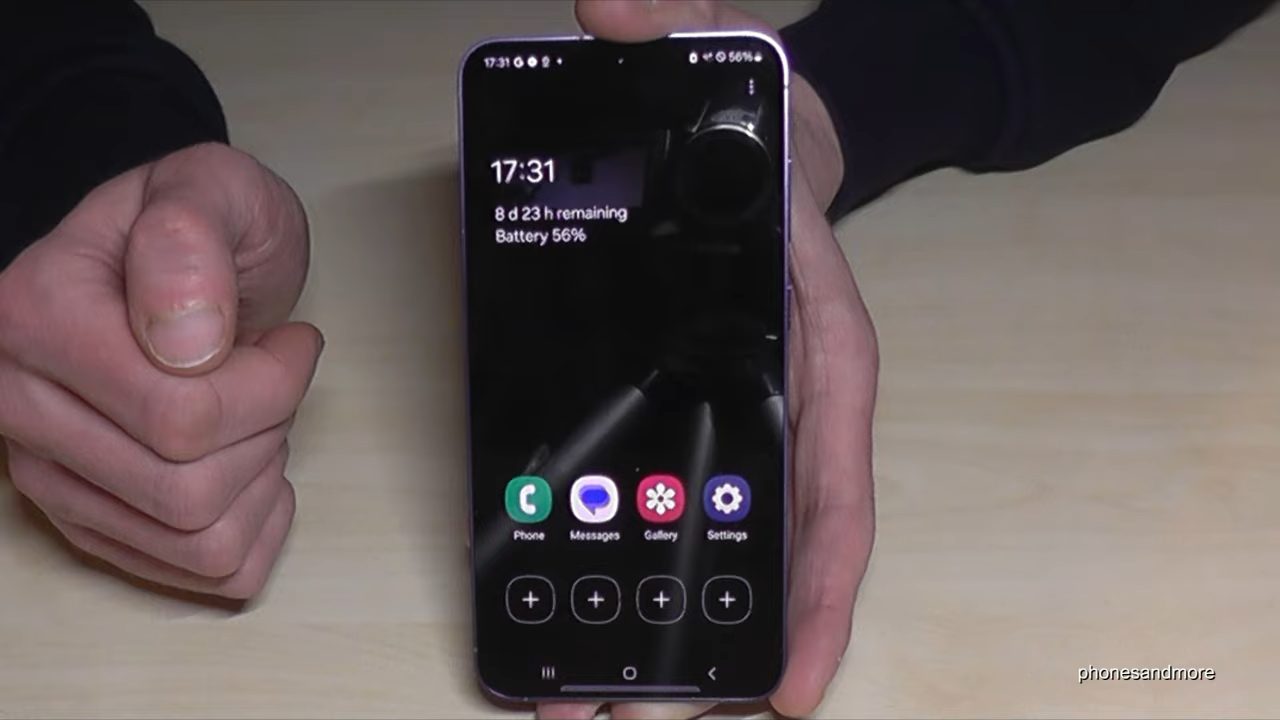 17:31 56%
17:31
8 d 23 h remaining
Battery 56%
Phone Messages Gallery Settings
phonesandmore